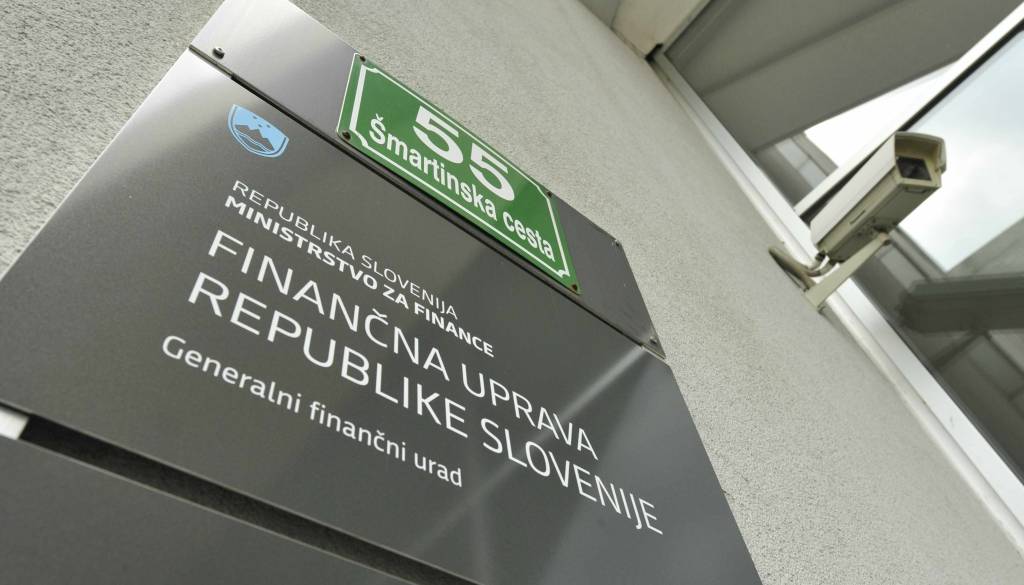 55
Šmartinska cesta
REPUBLIKA SLOVENIJA
MINISTRSTVO ZA FINANCE
FINANČNA UPRAVA
REPUBLIKE SLOVENIJE
Generalni finančni urad